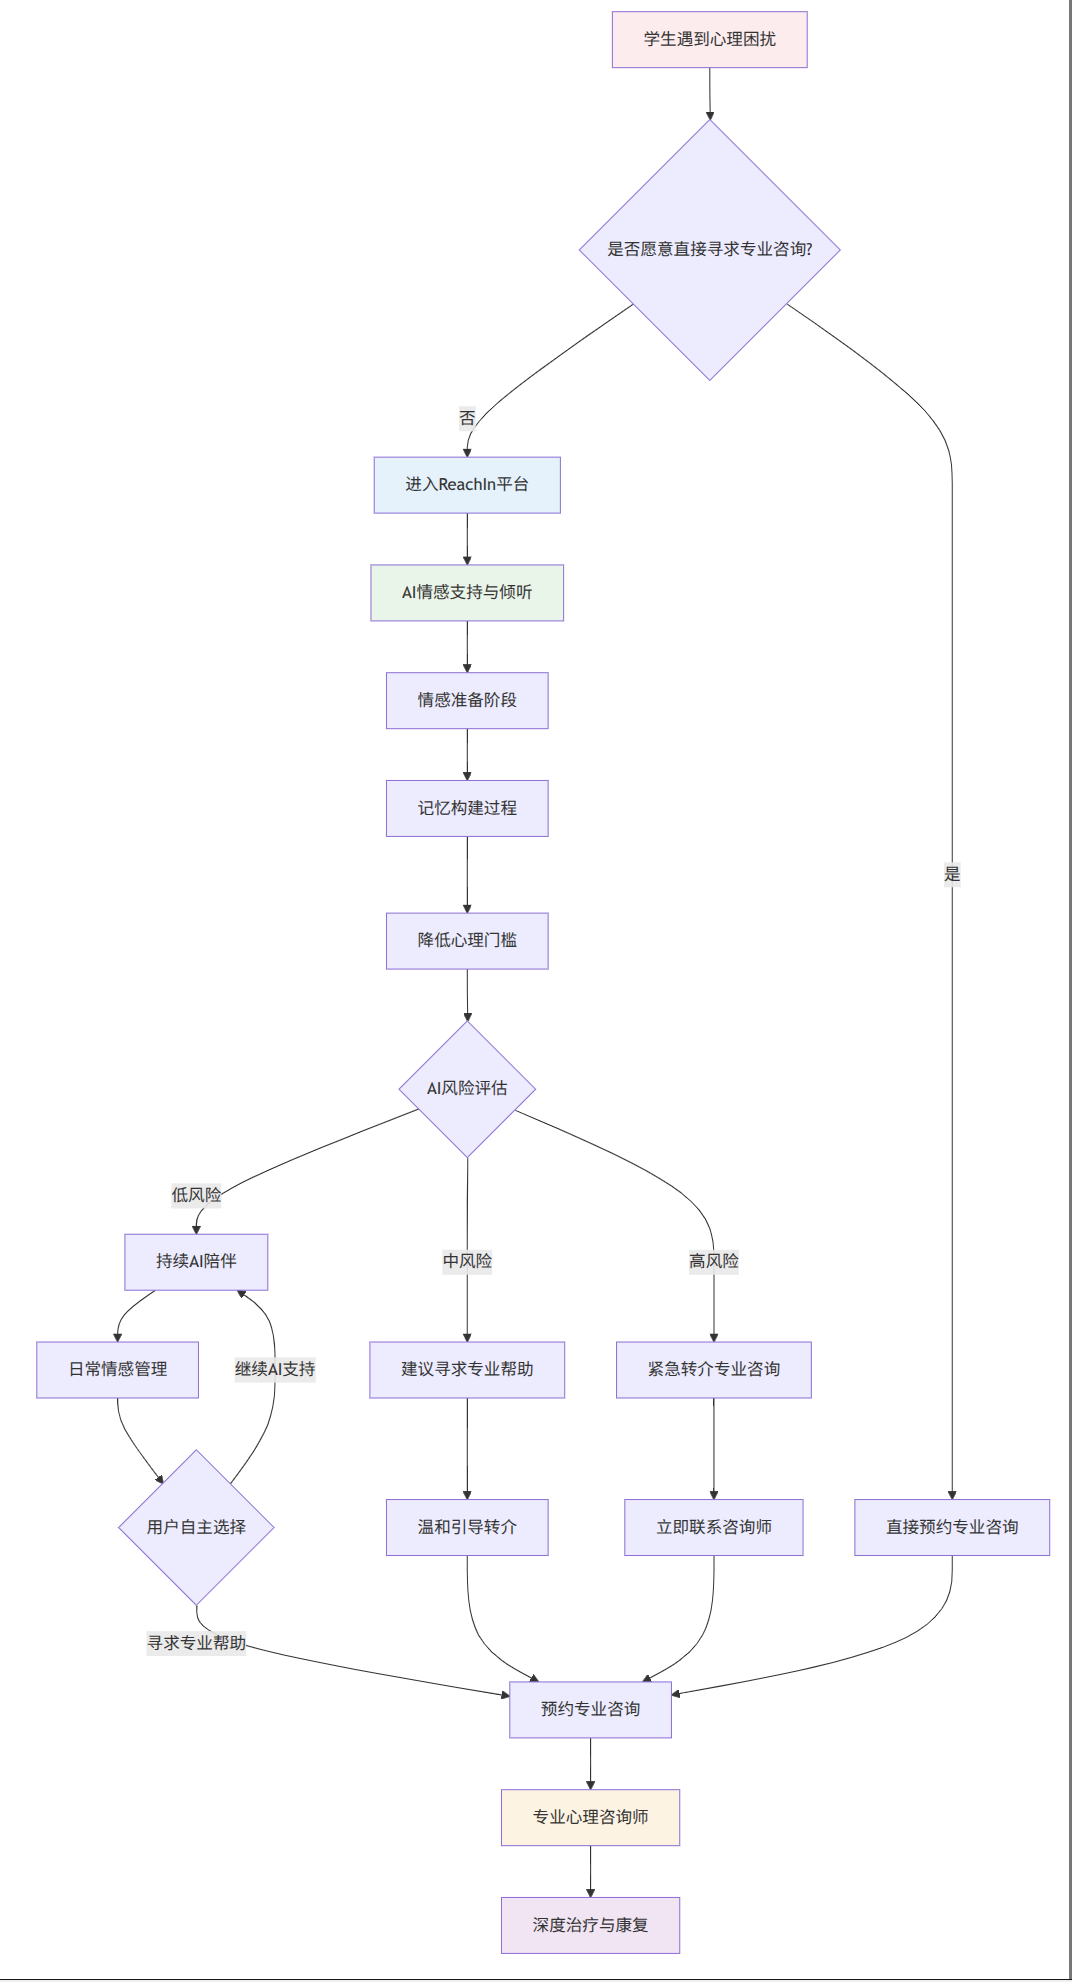 学生遇到心理困扰
是否愿意直接寻求专业咨询?
否
进入ReachIn平台
AI情感支持与倾听
情感准备阶段
记忆构建过程
是
降低心理门槛
AI风险评估
低风险
持续AI陪伴
中风险
高风险
日常情感管理
继续AI支持
建议寻求专业帮助
紧急转介专业咨询
用户自主选择
温和引导转介
立即联系咨询师
直接预约专业咨询
寻求专业帮助
预约专业咨询
专业心理咨询师
深度治疗与康复